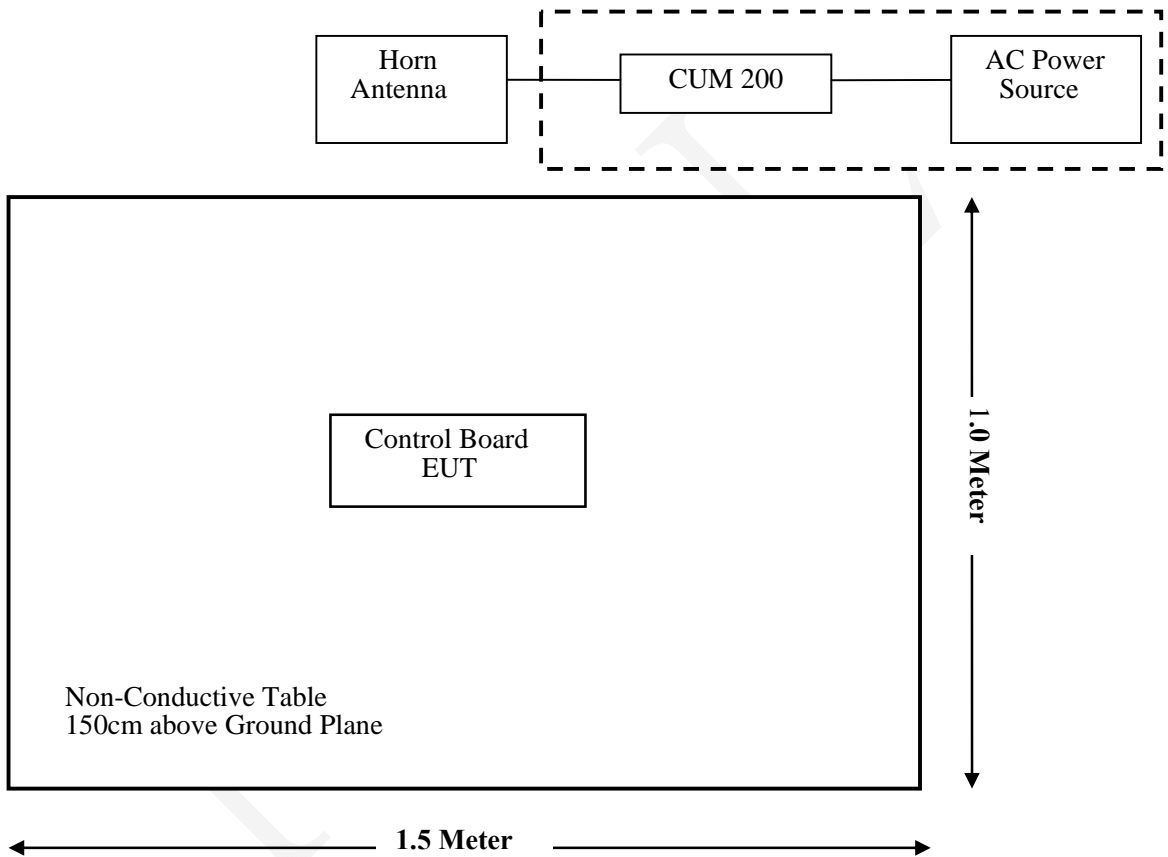 Horn
Antenna
CUM 200
AC Power
Source
Control Board
EUT
1.0 Meter
Non-Conductive Table
150cm above Ground Plane
1.5 Meter